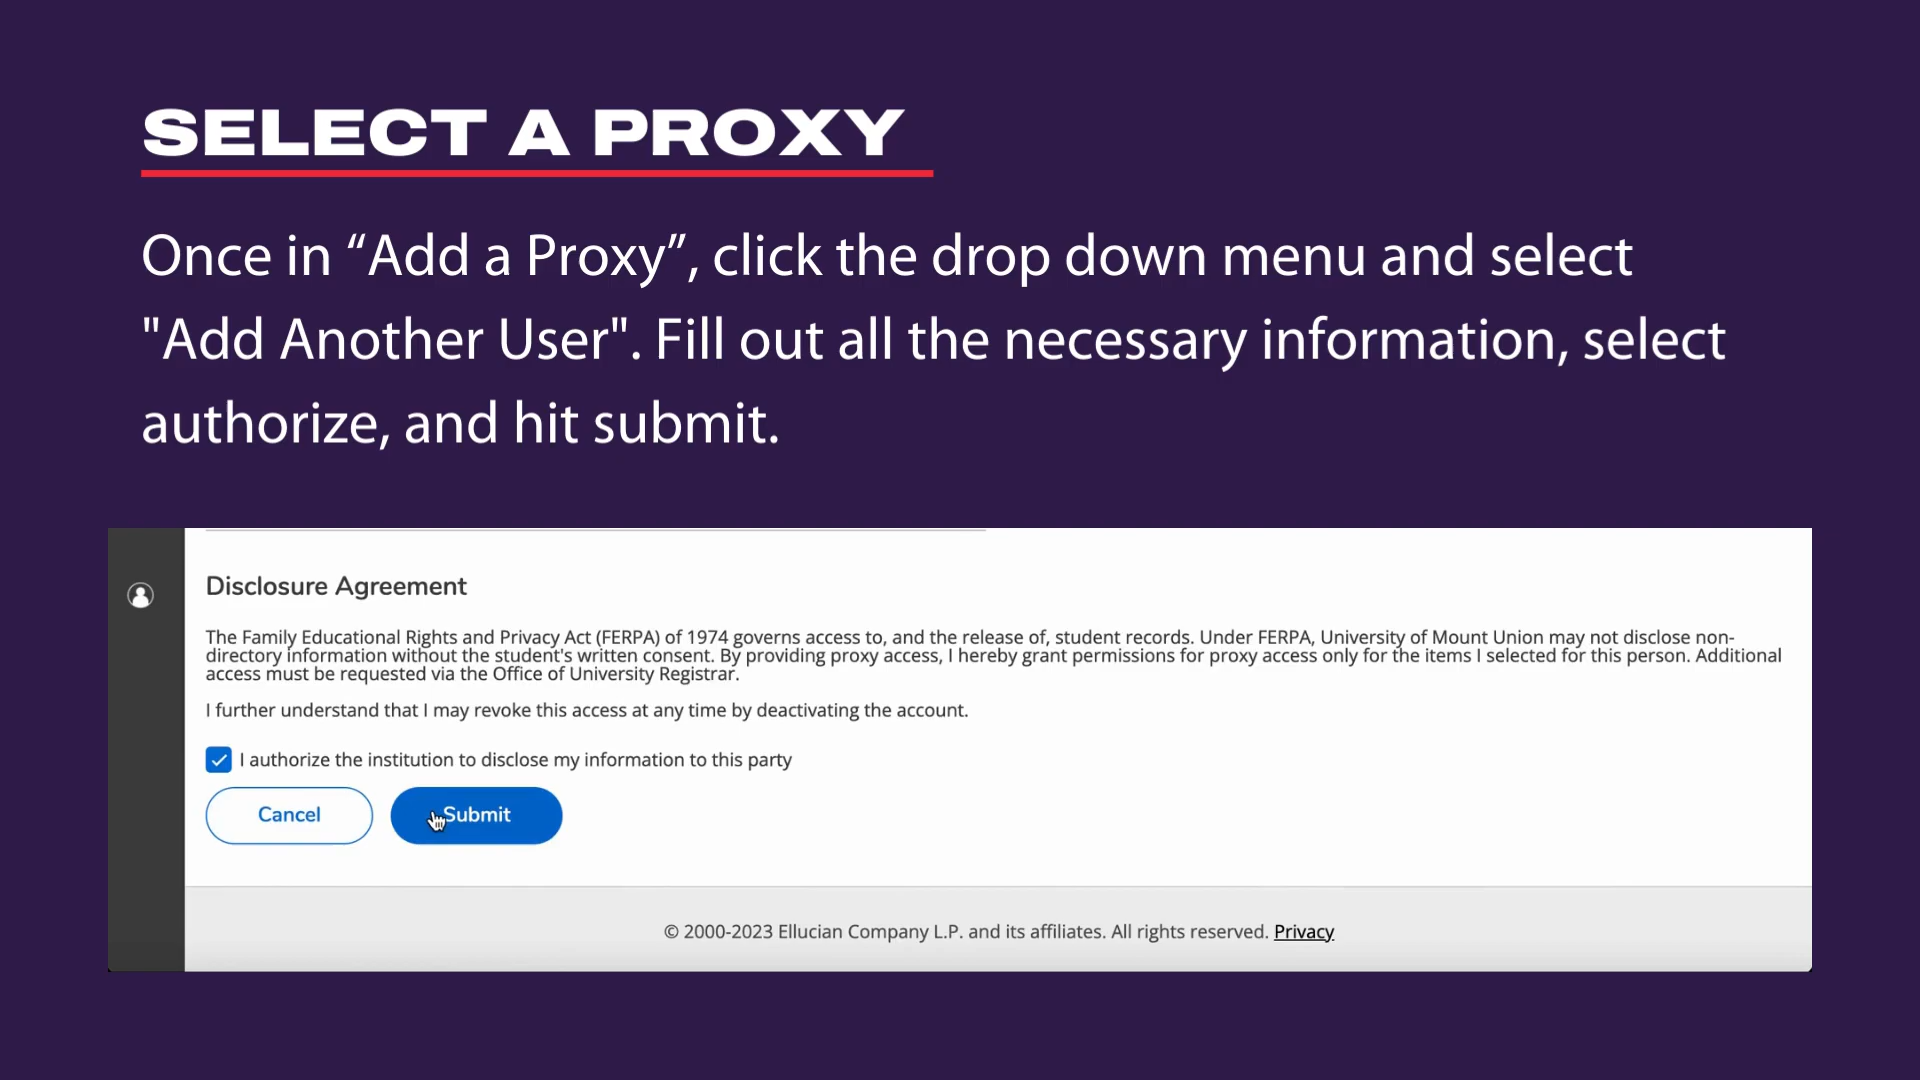 SELECT A PROXY
Once in “Add a Proxy”, click the drop down menu and select
"Add Another User". Fill out all the necessary information, select
authorize, and hit submit.
Disclosure Agreement
The Family Educational Rights and Privacy Act (FERPA) of 1974 governs access to, and the release of, student records. Under FERPA, University of Mount Union may not disclose non-
directory information without the student's written consent. By providing proxy access, I hereby grant permissions for proxy access only for the items I selected for this person. Additional
access must be requested via the Office of University Registrar.
I further understand that I may revoke this access at any time by deactivating the account.
I authorize the institution to disclose my information to this party
Cancel Submit
© 2000-2023 Ellucian Company L.P. and its affiliates. All rights reserved. Privacy